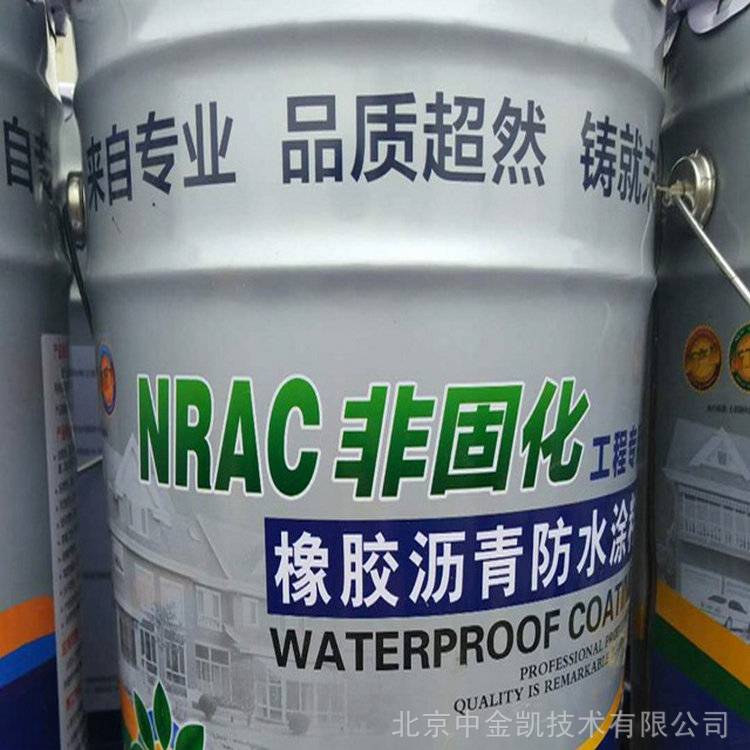 来自专业 品质超然 铸就
NRAC 非固化 工程专
橡胶沥青防水涂
WATERPROOF COAT
PROFESSIONAL
QUALITY IS REMARKABLE
北京中金凯技术有限公司